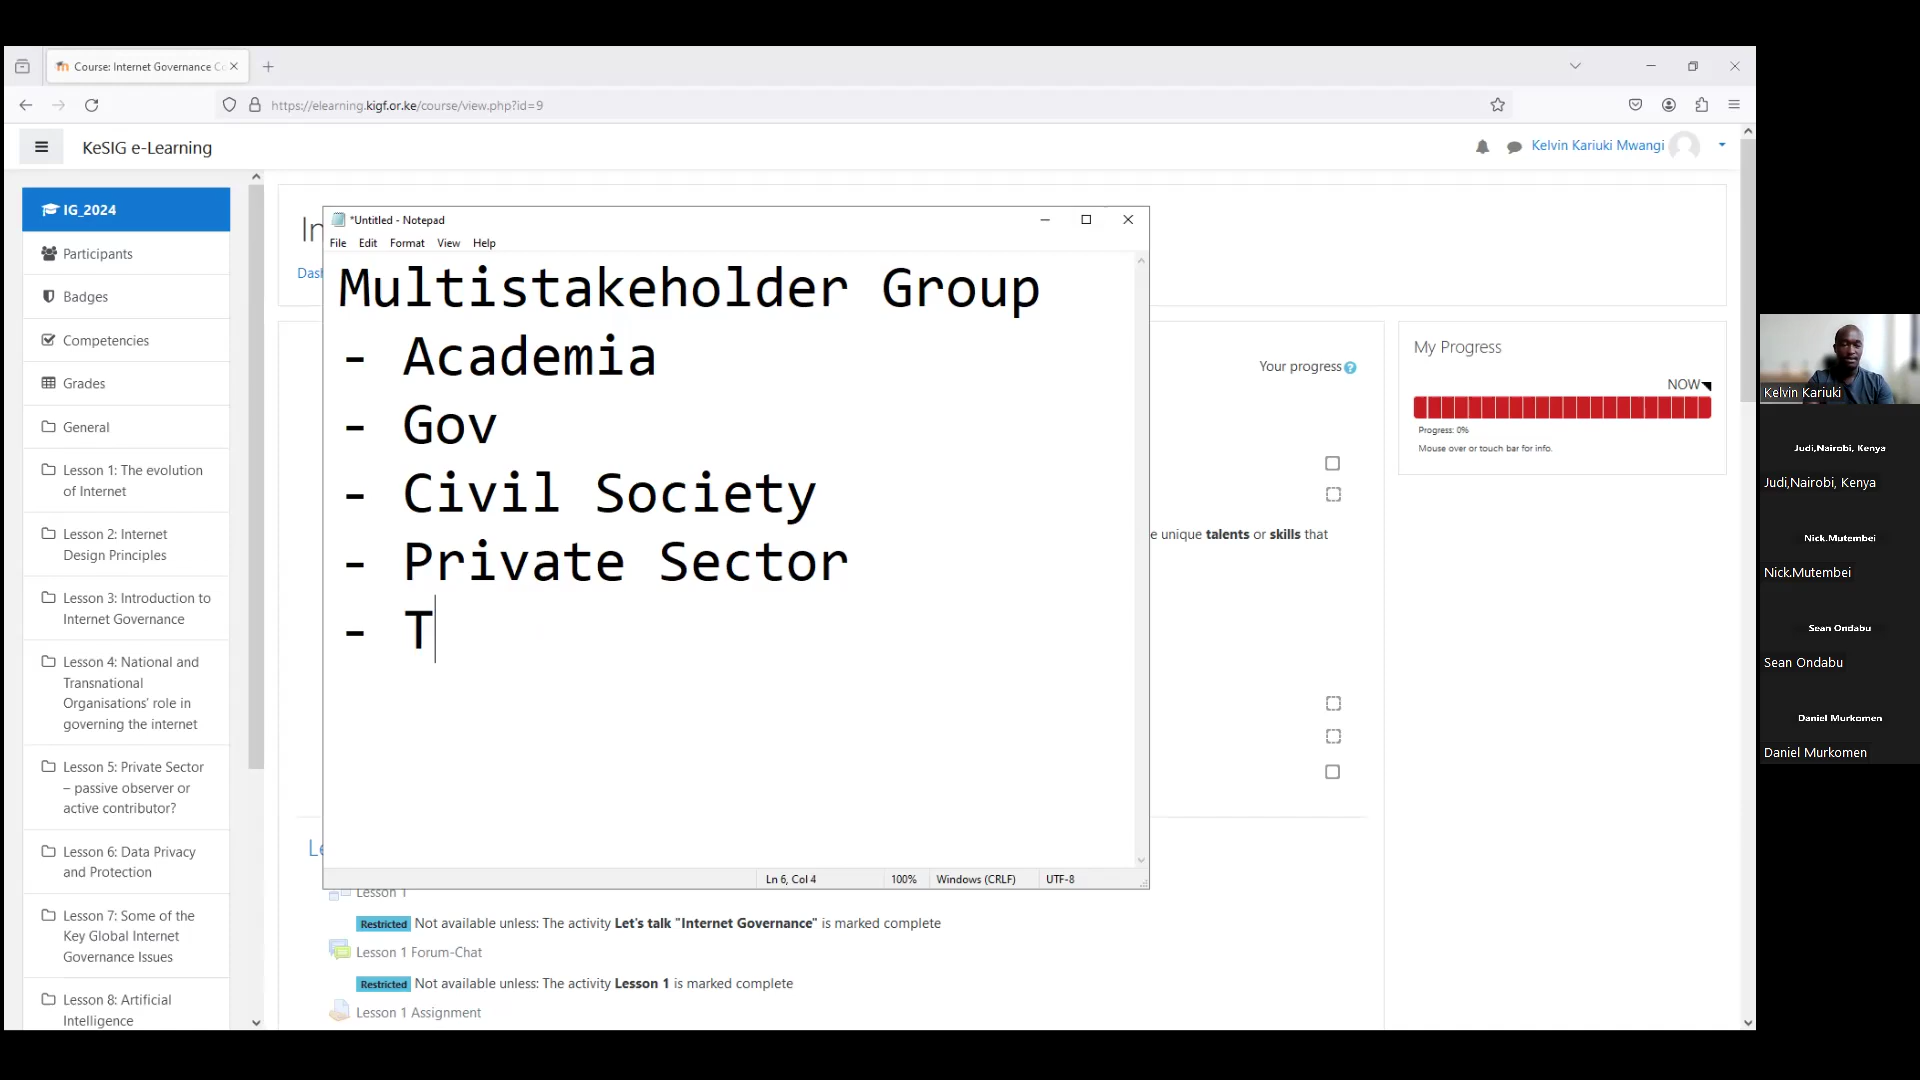 Course: Internet Governance Co
https://elearning.kigf.or.ke/course/view.php?id=9
KeSIG e-Learning
Kelvin Kariuki Mwangi
IG_2024
Participants
Badges
Competencies
Grades
General
Lesson 1: The evolution
of Internet
Lesson 2: Internet
Design Principles
Lesson 3: Introduction to
Internet Governance
Lesson 4: National and
Transnational
Organisations' role in
governing the internet
Lesson 5: Private Sector
– passive observer or
active contributor?
Lesson 6: Data Privacy
and Protection
Lesson 7: Some of the
Key Global Internet
Governance Issues
Lesson 8: Artificial
Intelligence
In
Dash
*Untitled - Notepad
File Edit Format View Help
Multistakeholder Group
- Academia
- Gov
- Civil Society
- Private Sector
- T
Ln 6, Col 4 100% Windows (CRLF) UTF-8
Your progress
e unique talents or skills that
Le
Lesson 1
Restricted Not available unless: The activity Let's talk "Internet Governance" is marked complete
Lesson 1 Forum-Chat
Restricted Not available unless: The activity Lesson 1 is marked complete
Lesson 1 Assignment
My Progress
NOW
Progress: 0%
Mouse over or touch bar for info.
Kelvin Kariuki
Judi,Nairobi, Kenya
Judi,Nairobi, Kenya
Nick.Mutembei
Nick.Mutembei
Sean Ondabu
Sean Ondabu
Daniel Murkomen
Daniel Murkomen